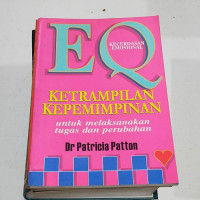 EQ
KECERDASAN
EMOSIONAL
KETRAMPILAN
KEPEMIMPINAN
untuk melaksanakan
tugas dan perubahan
Dr Patricia Patton